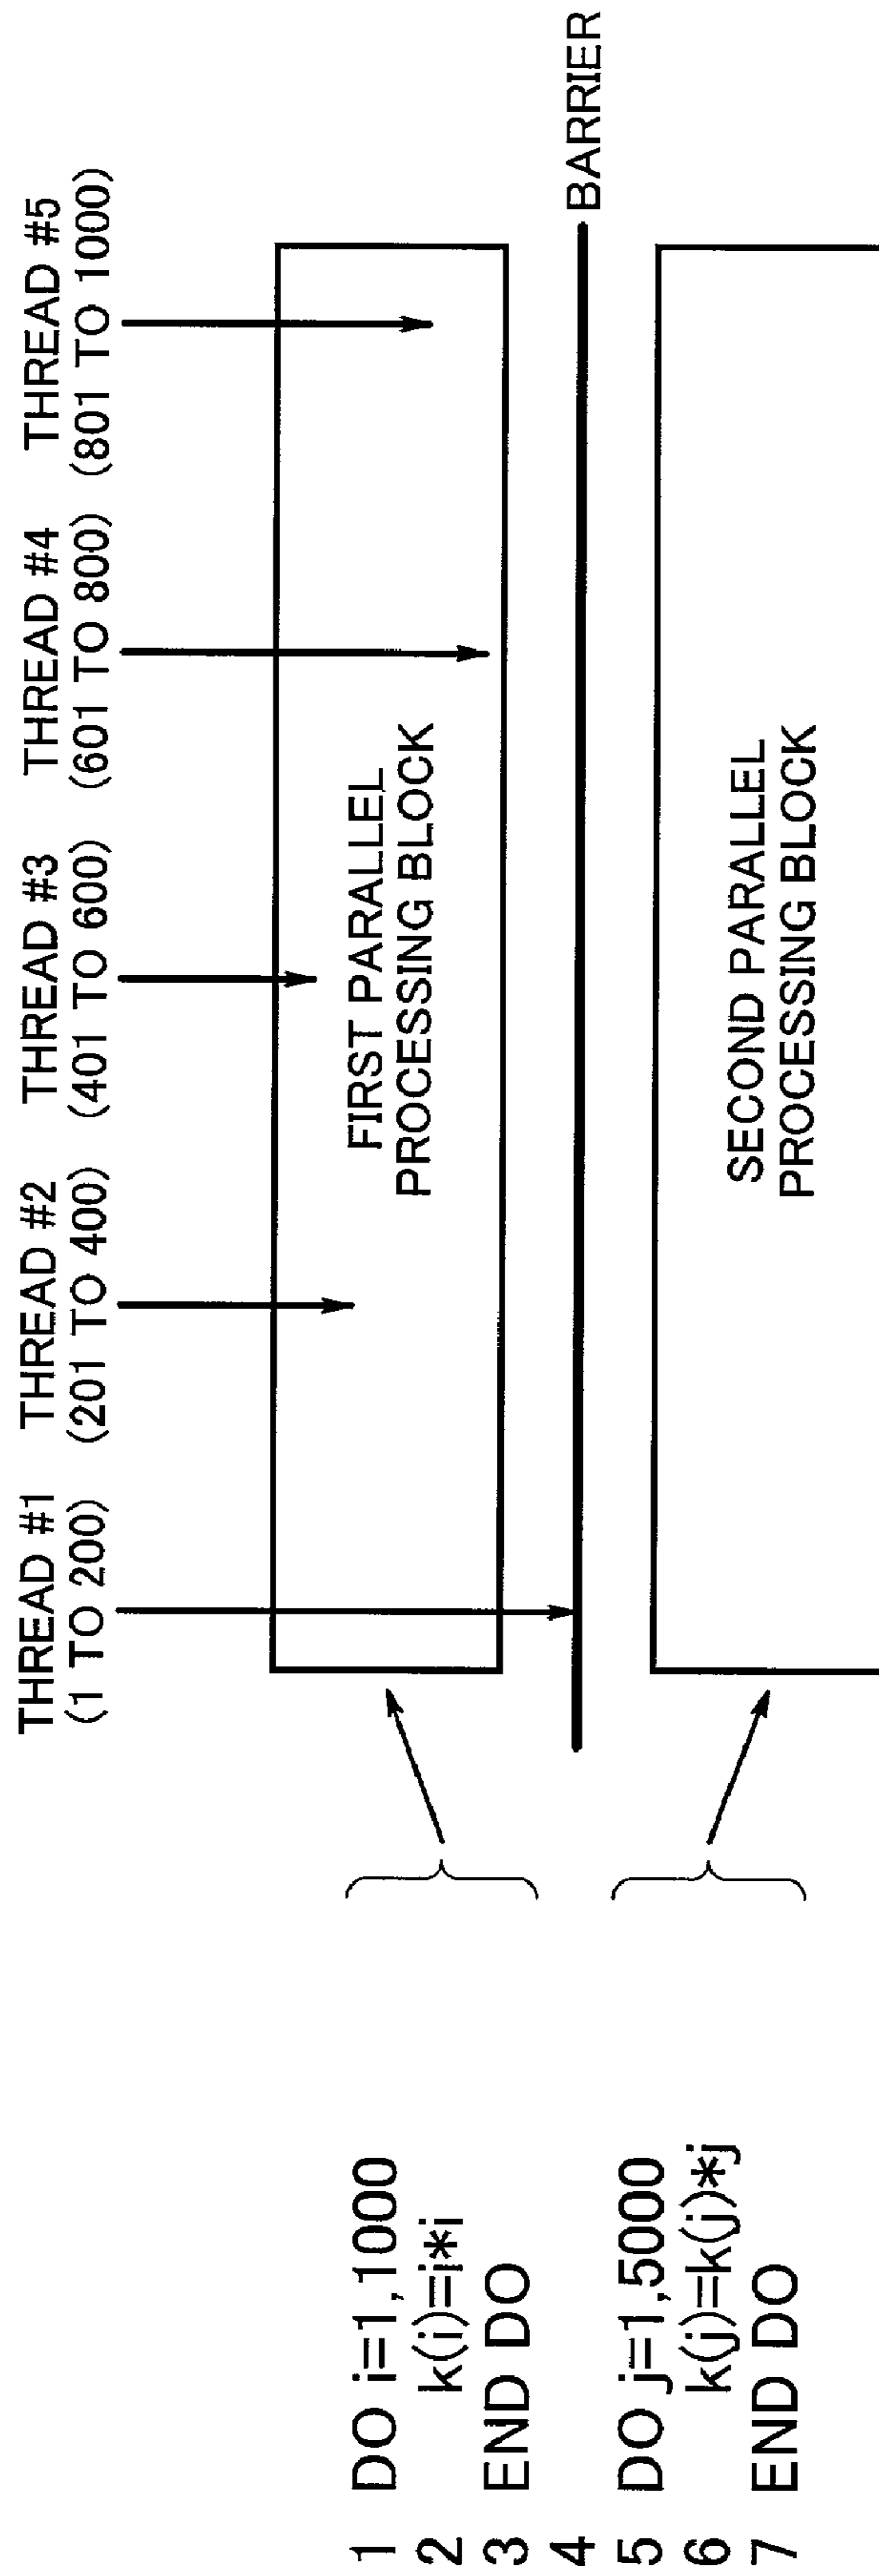 1 DO i=1,1000
2 k(i)=i*i
3 END DO
4
5 DO j=1,5000
6 k(j)=k(j)*j
7 END DO
THREAD #1
(1 TO 200)
THREAD #2
(201 TO 400)
THREAD #3
(401 TO 600)
THREAD #4
(601 TO 800)
THREAD #5
(801 TO 1000)
FIRST PARALLEL
PROCESSING BLOCK
BARRIER
SECOND PARALLEL
PROCESSING BLOCK